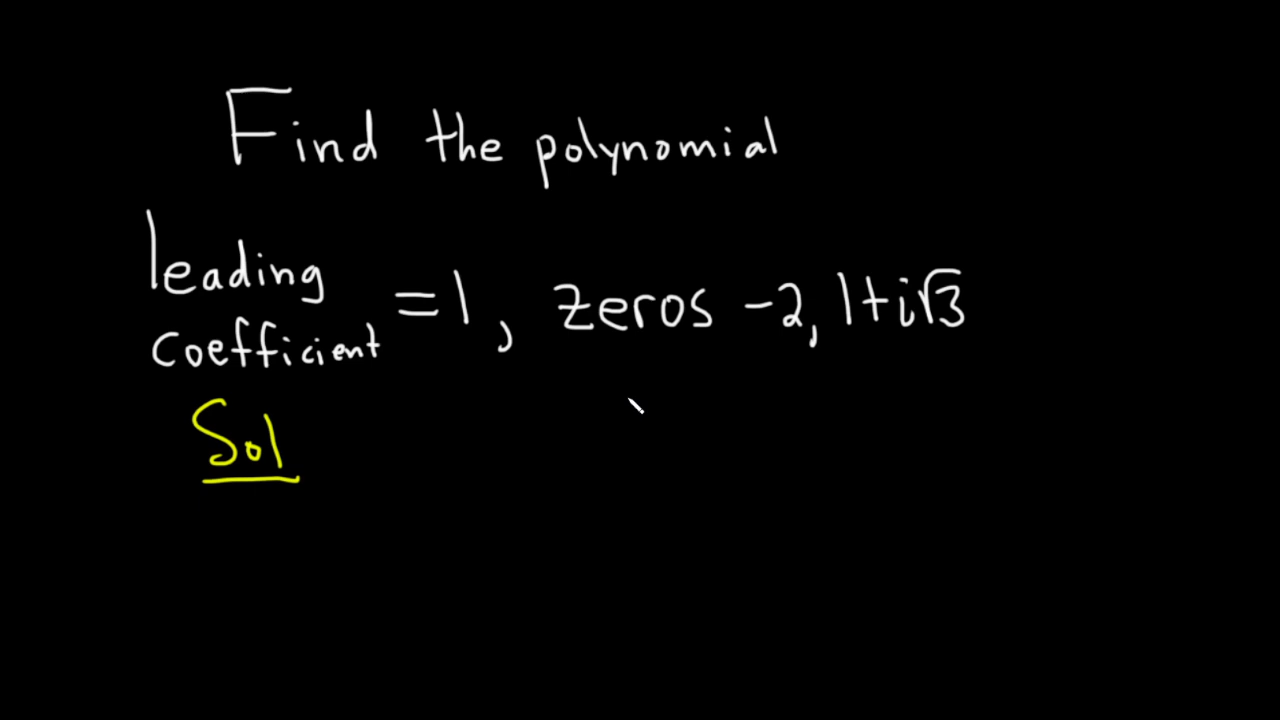 Find the polynomial
leading
coefficient = 1, zeros -2, 1+i√3
Sol